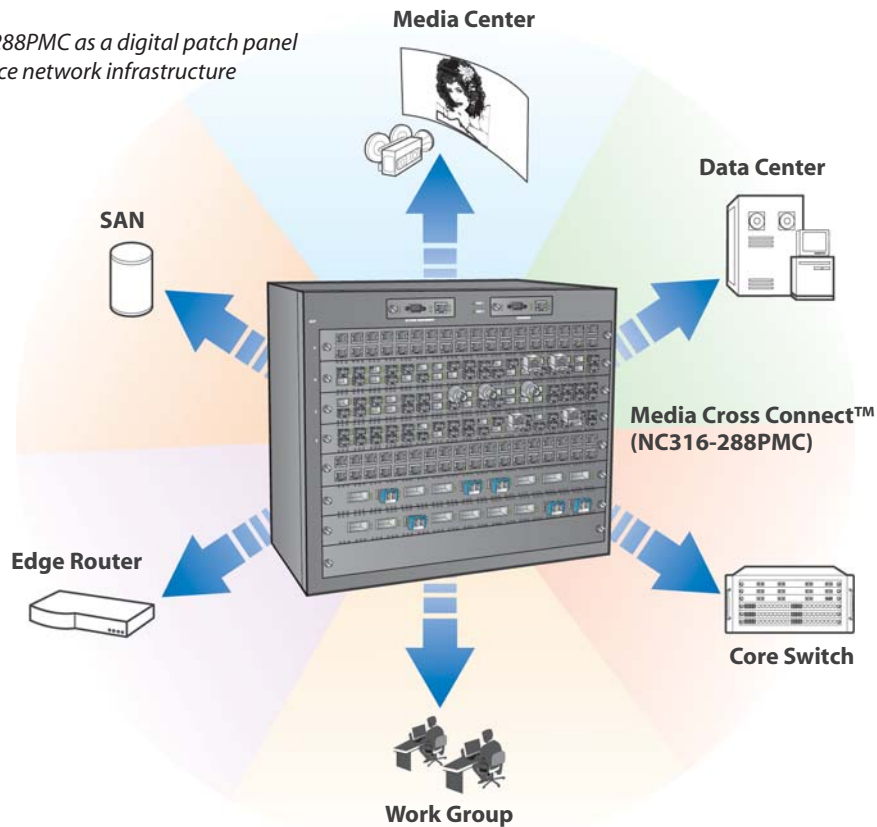 Media Center
288PMC as a digital patch panel
ce network infrastructure
Data Center
SAN
Media Cross Connect™
(NC316-288PMC)
Edge Router
Core Switch
Work Group